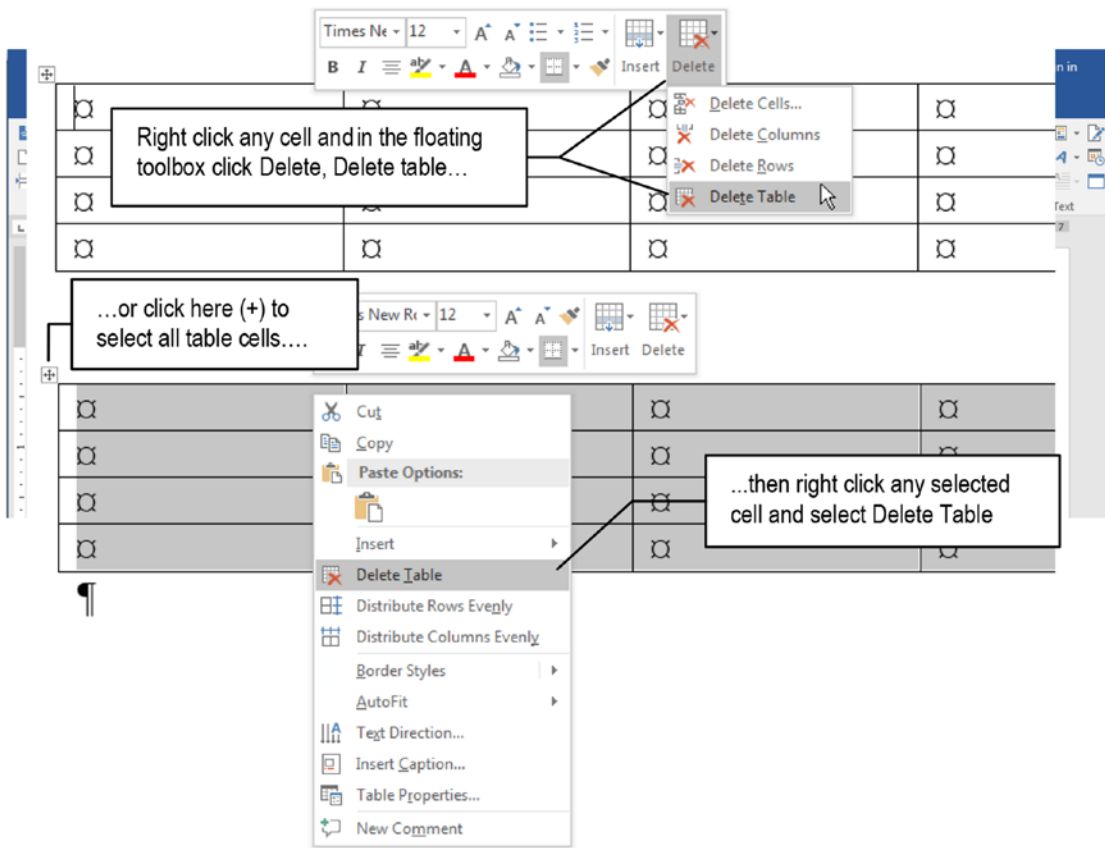 Times Ne 12
B I Insert Delete
n in
Delete Cells...
Delete Columns
Delete Rows
Delete Table
Right click any cell and in the floating
toolbox click Delete, Delete table…
¤ ¤ ¤ ¤
¤ ¤ ¤
¤ ¤ ¤
¤ ¤ ¤ ¤
Text
7
…or click here (+) to
select all table cells….
s New Rc 12
Insert Delete
¤ ¤ ¤
¤ ¤
¤ ¤
¤ ¤ ¤
¶
Cut
Copy
Paste Options:
Insert
Delete Table
Distribute Rows Evenly
Distribute Columns Evenly
Border Styles
AutoFit
Text Direction...
Insert Caption...
Table Properties...
New Comment
...then right click any selected
cell and select Delete Table